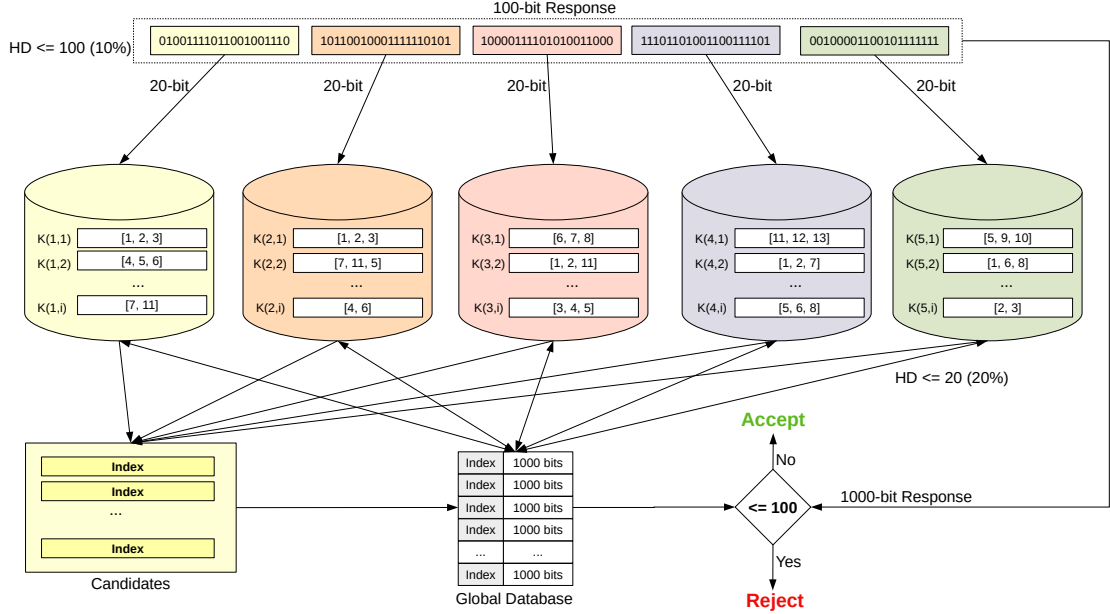 100-bit Response
HD <= 100 (10%)
01001111011001001110
10110010001111110101
10000111101010011000
11101101001100111101
00100001100101111111
20-bit
20-bit
20-bit
20-bit
20-bit
K(1,1) [1, 2, 3]
K(1,2) [4, 5, 6]
...
K(1,i) [7, 11]
K(2,1) [1, 2, 3]
K(2,2) [7, 11, 5]
...
K(2,i) [4, 6]
K(3,1) [6, 7, 8]
K(3,2) [1, 2, 11]
...
K(3,i) [3, 4, 5]
K(4,1) [11, 12, 13]
K(4,2) [1, 2, 7]
...
K(4,i) [5, 6, 8]
K(5,1) [5, 9, 10]
K(5,2) [1, 6, 8]
...
K(5,i) [2, 3]
HD <= 20 (20%)
Index
Index
...
Index
Candidates
Index 1000 bits
Index 1000 bits
Index 1000 bits
Index 1000 bits
... ...
Index 1000 bits
Global Database
Accept
No
<= 100
1000-bit Response
Yes
Reject